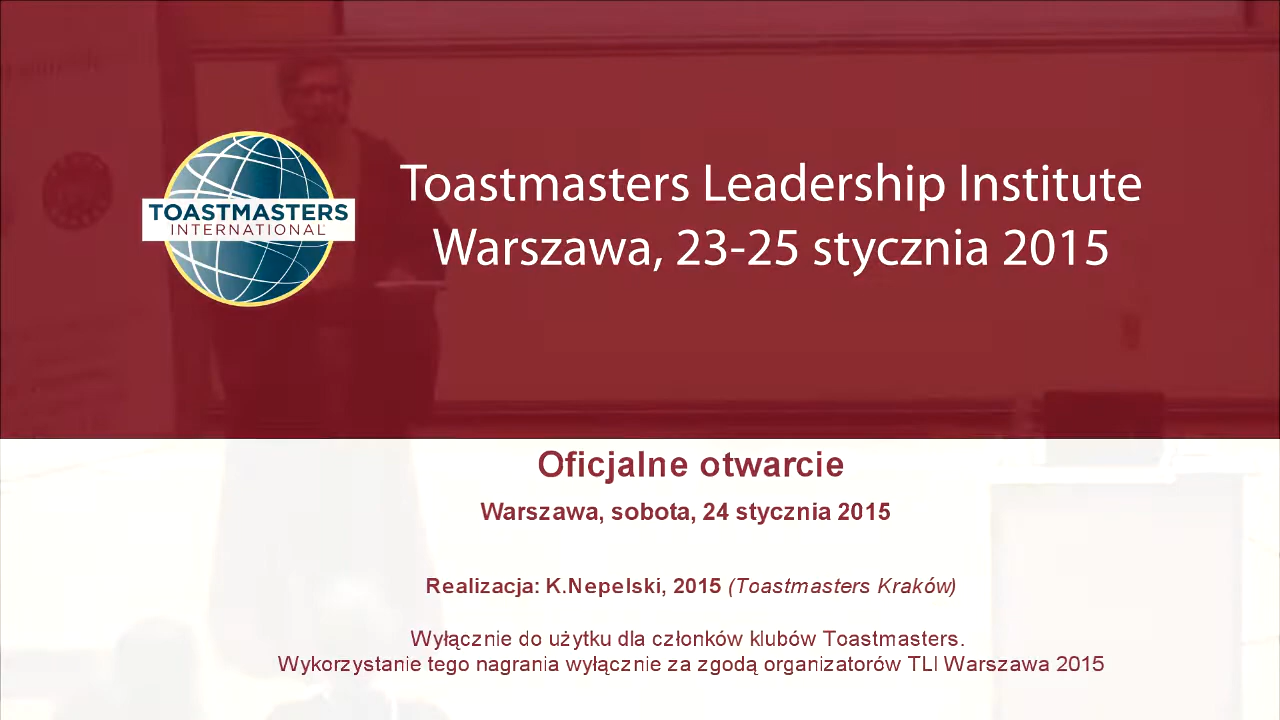 TOASTMASTERS
INTERNATIONAL
Toastmasters Leadership Institute
Warszawa, 23-25 stycznia 2015
Oficjalne otwarcie
Warszawa, sobota, 24 stycznia 2015
Realizacja: K.Nepelski, 2015 (Toastmasters Kraków)
Wyłącznie do użytku dla członków klubów Toastmasters.
Wykorzystanie tego nagrania wyłącznie za zgodą organizatorów TLI Warszawa 2015